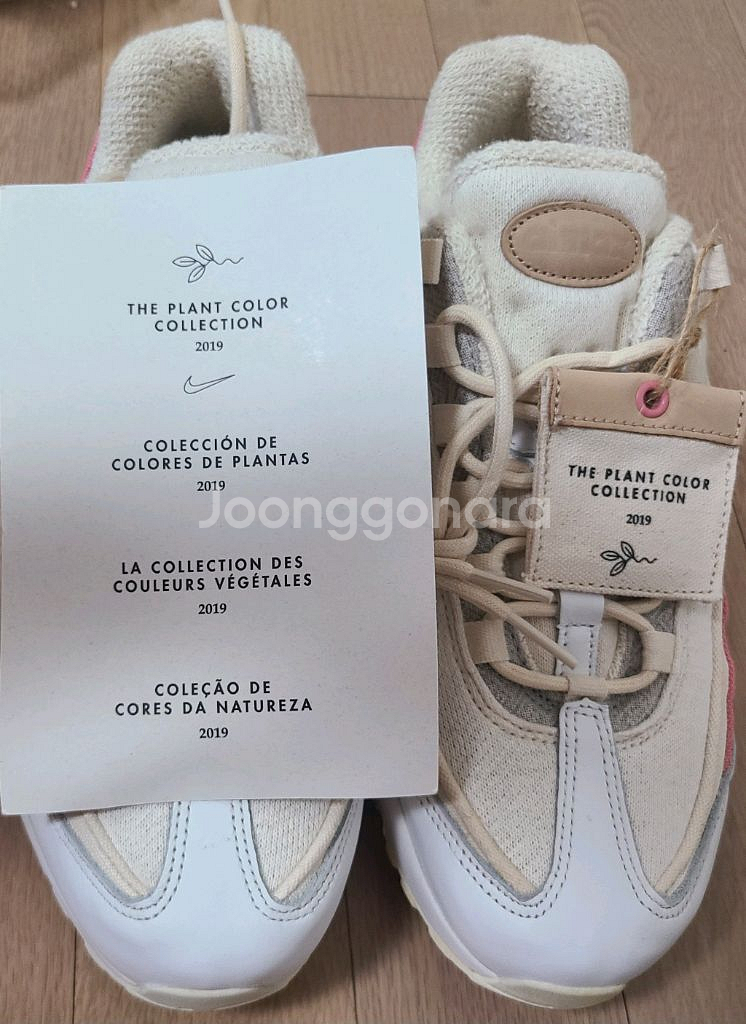 THE PLANT COLOR
COLLECTION
2019
COLECCIÓN DE
COLORES DE PLANTAS
2019
LA COLLECTION DES
COULEURS VÉGÉTALES
2019
COLEÇÃO DE
CORES DA NATUREZA
2019
Joonggonara
THE PLANT COLOR
COLLECTION
2019